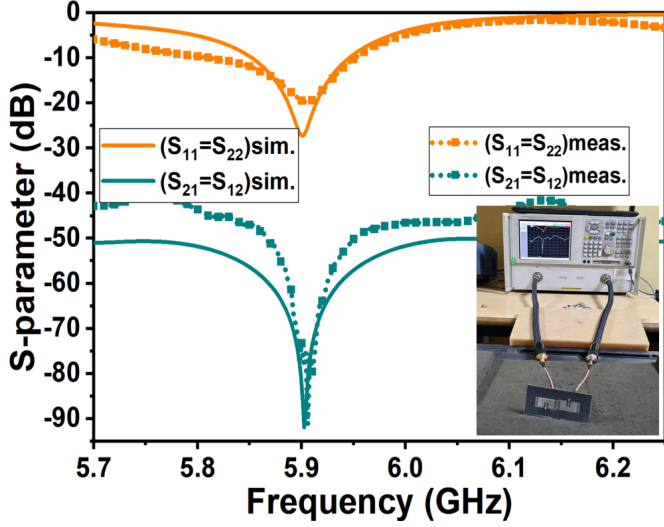 0
-10
-20
-30
-40
-50
-60
-70
-80
-90
S-parameter (dB)
(S11=S22)sim.
(S21=S12)sim.
(S11=S22)meas.
(S21=S12)meas.
5.7 5.8 5.9 6.0 6.1 6.2
Frequency (GHz)